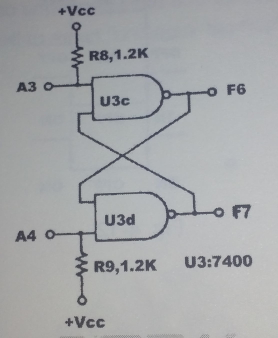 +Vcc
R8,1.2K
A3
U3c
F6
U3d
F7
A4
R9,1.2K
U3:7400
+Vcc